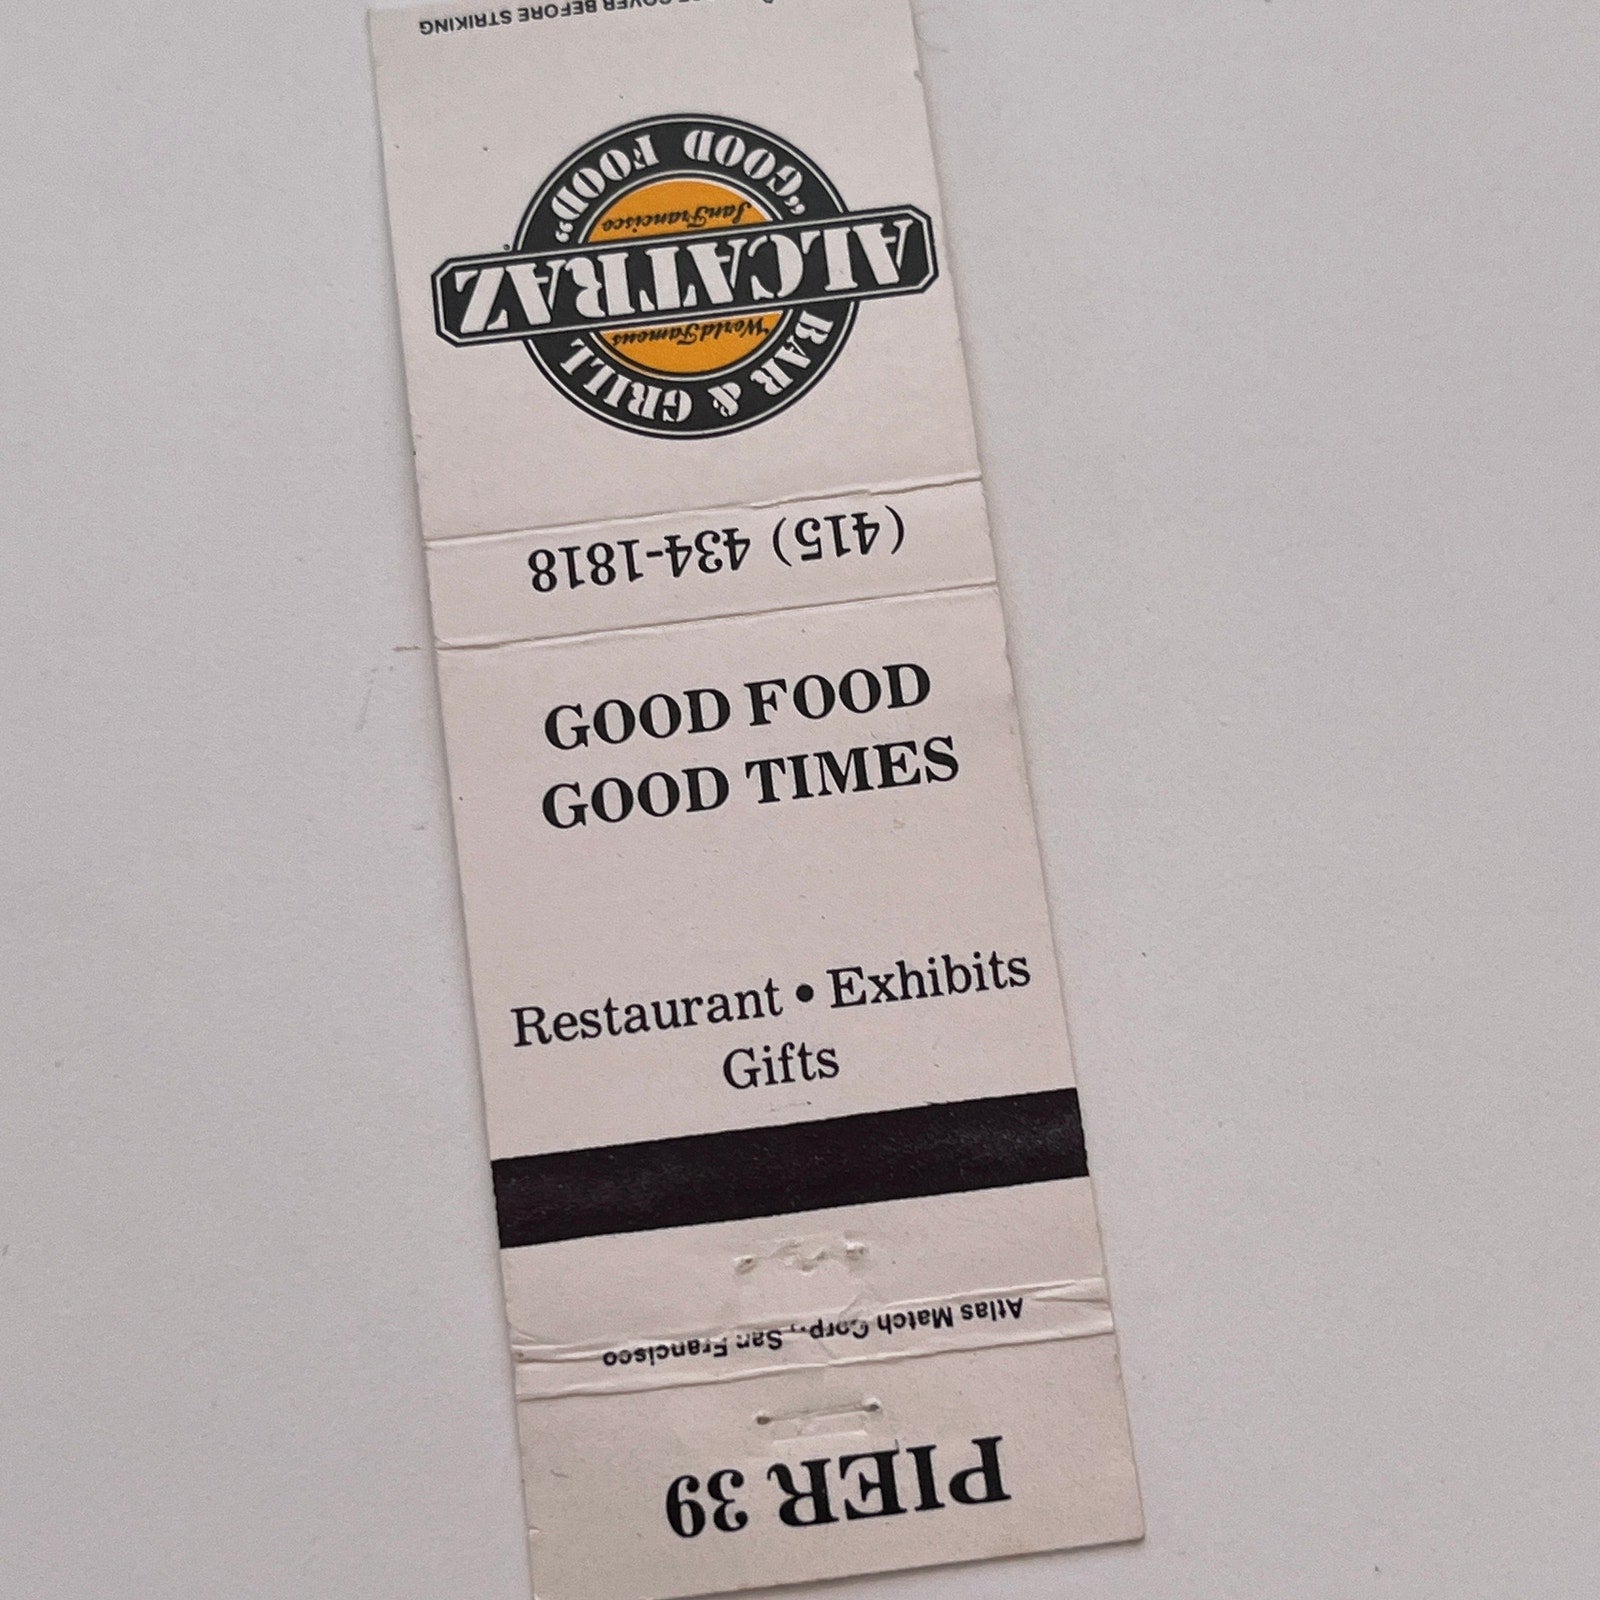 COVER BEFORE STRIKING
"GOOD FOOD"
San Francisco
ALCATRAZ
World Famous
BAR & GRILL
(415) 434-1818
GOOD FOOD
GOOD TIMES
Restaurant • Exhibits
Gifts
Atlas Match Corp., San Francisco
PIER 39